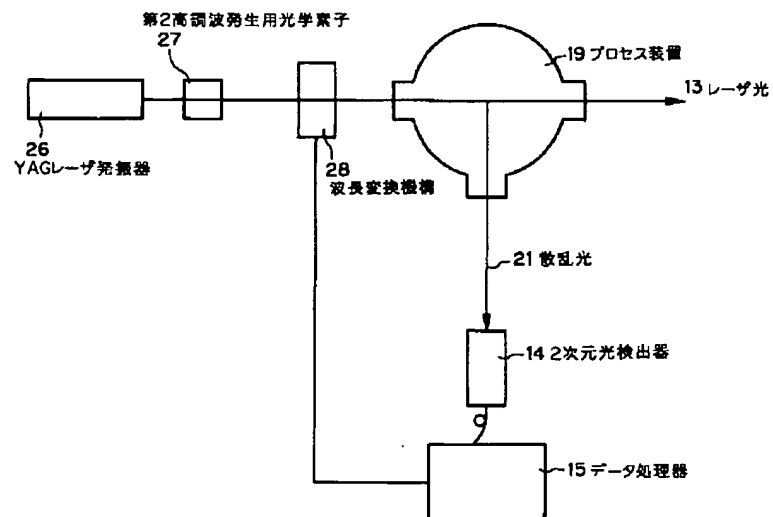 第2高調波発生用光学素子
27
19 プロセス装置
13 レーザ光
26
YAGレーザ発振器
28
波長変換機構
21 散乱光
14 2次元光検出器
15 データ処理器